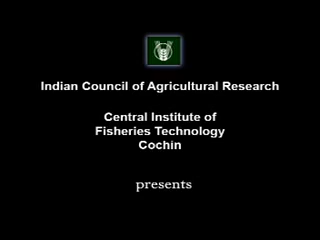 Indian Council of Agricultural Research
Central Institute of
Fisheries Technology
Cochin
presents